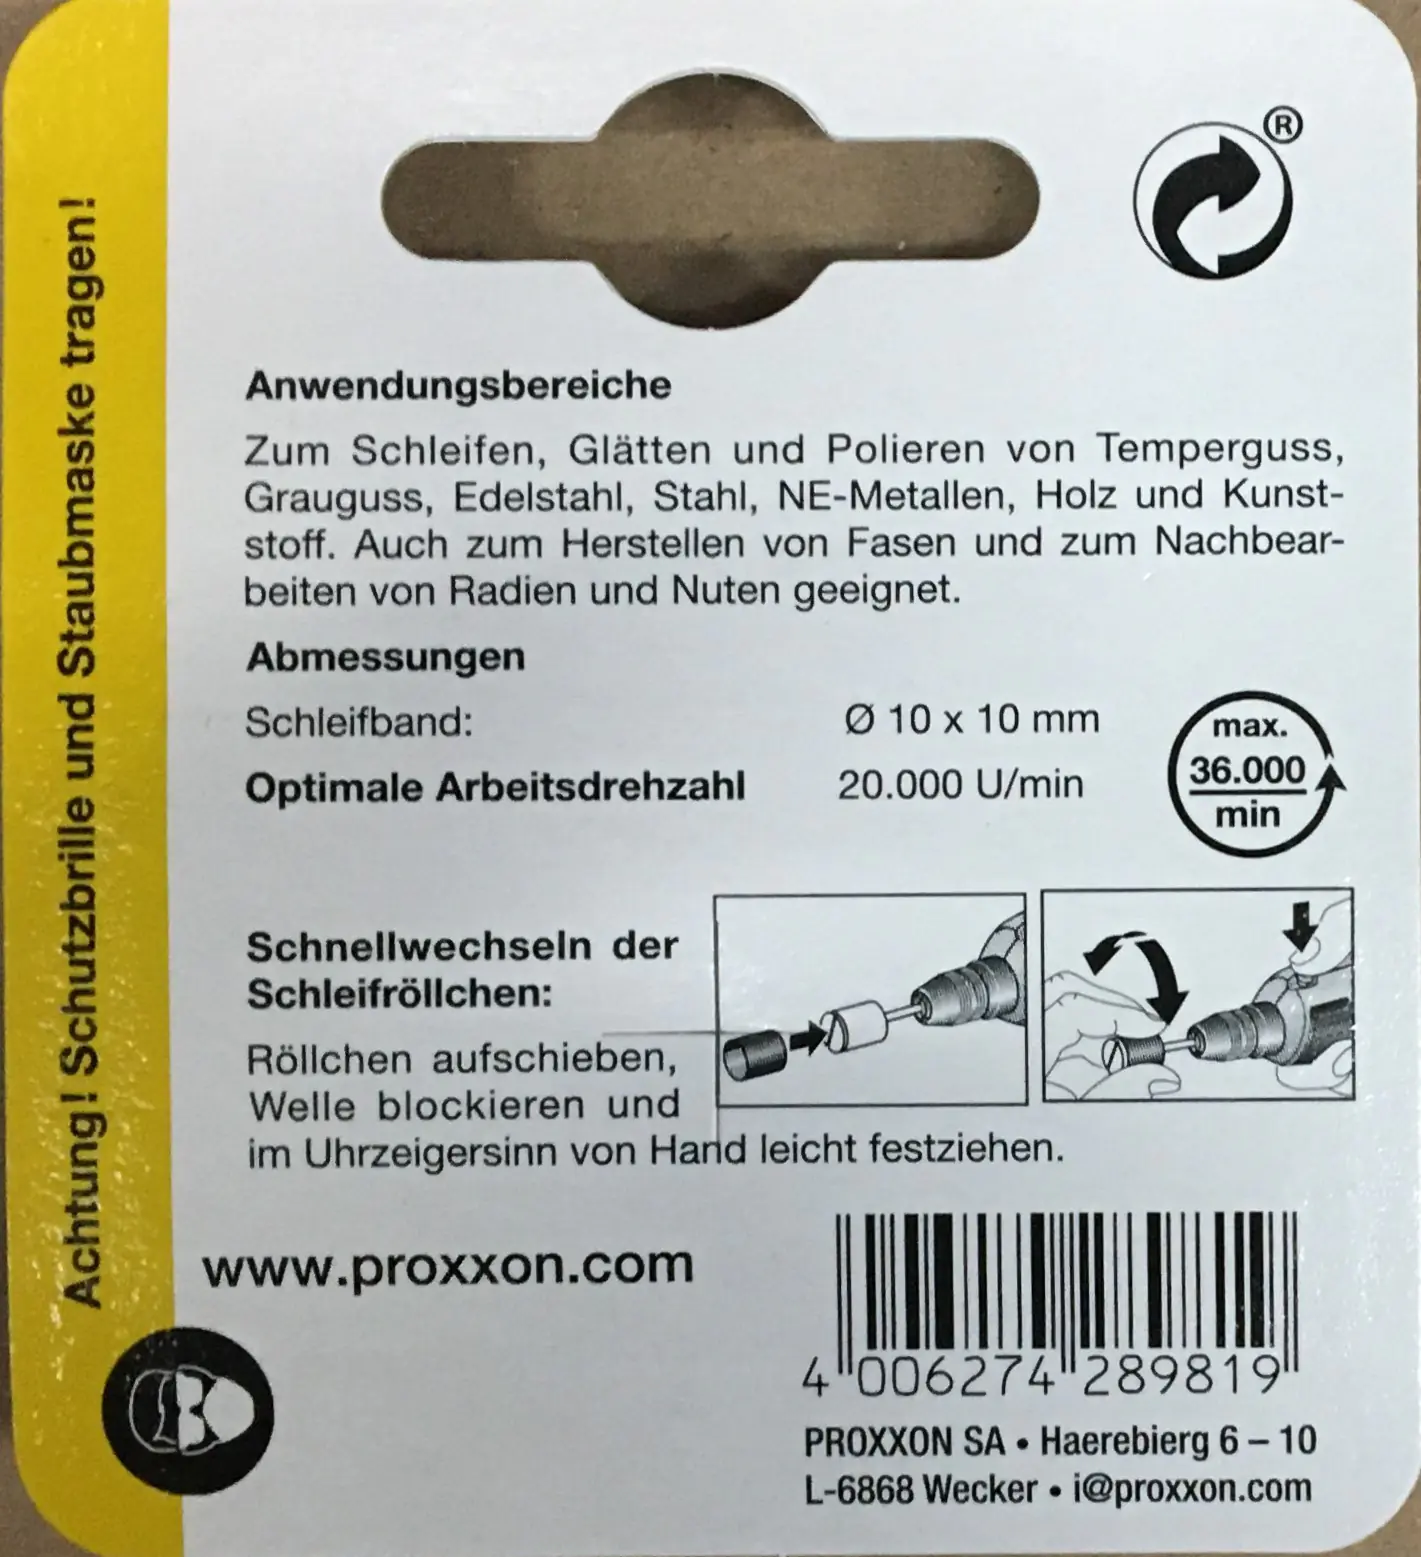 Achtung! Schutzbrille und Staubmaske tragen!
®
Anwendungsbereiche
Zum Schleifen, Glätten und Polieren von Temperguss,
Grauguss, Edelstahl, Stahl, NE-Metallen, Holz und Kunst-
stoff. Auch zum Herstellen von Fasen und zum Nachbear-
beiten von Radien und Nuten geeignet.
Abmessungen
Schleifband: Ø 10 x 10 mm
Optimale Arbeitsdrehzahl 20.000 U/min
max.
36.000
min
Schnellwechseln der
Schleifröllchen:
Röllchen aufschieben,
Welle blockieren und
im Uhrzeigersinn von Hand leicht festziehen.
www.proxxon.com
4 006274 289819
PROXXON SA • Haerebierg 6 – 10
L-6868 Wecker • i@proxxon.com